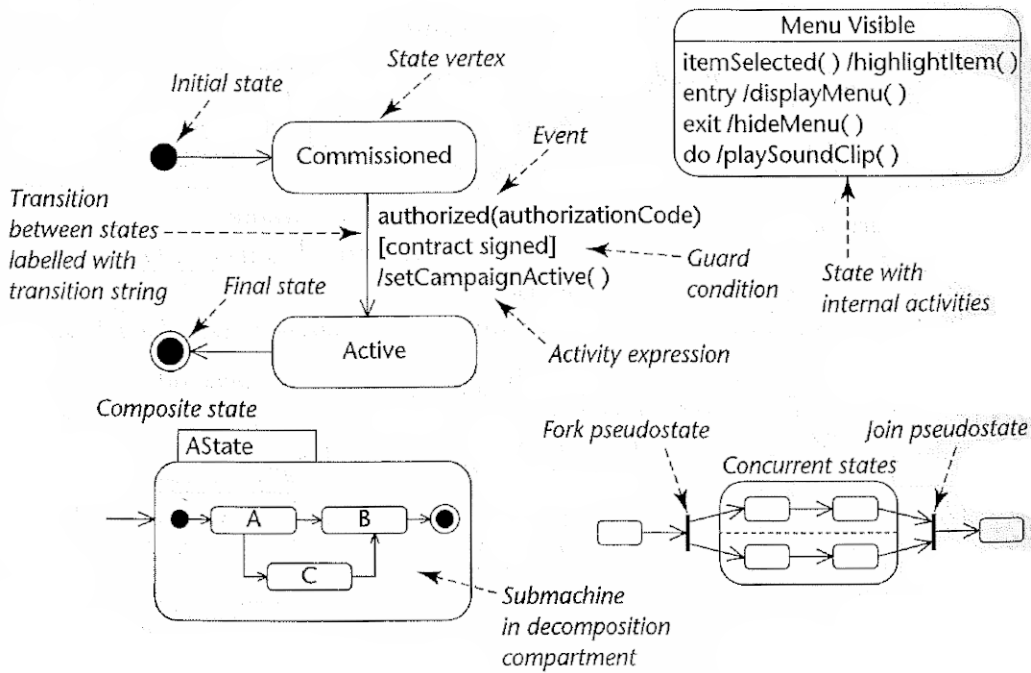 Initial state
State vertex
Commissioned
Event
Transition
between states
labelled with
transition string
authorized(authorizationCode)
[contract signed]
/setCampaignActive( )
Guard
condition
Final state
Active
Activity expression
Menu Visible
itemSelected( ) /highlightItem( )
entry /displayMenu( )
exit /hideMenu( )
do /playSoundClip( )
State with
internal activities
Composite state
AState
A
B
C
Submachine
in decomposition
compartment
Fork pseudostate
Join pseudostate
Concurrent states